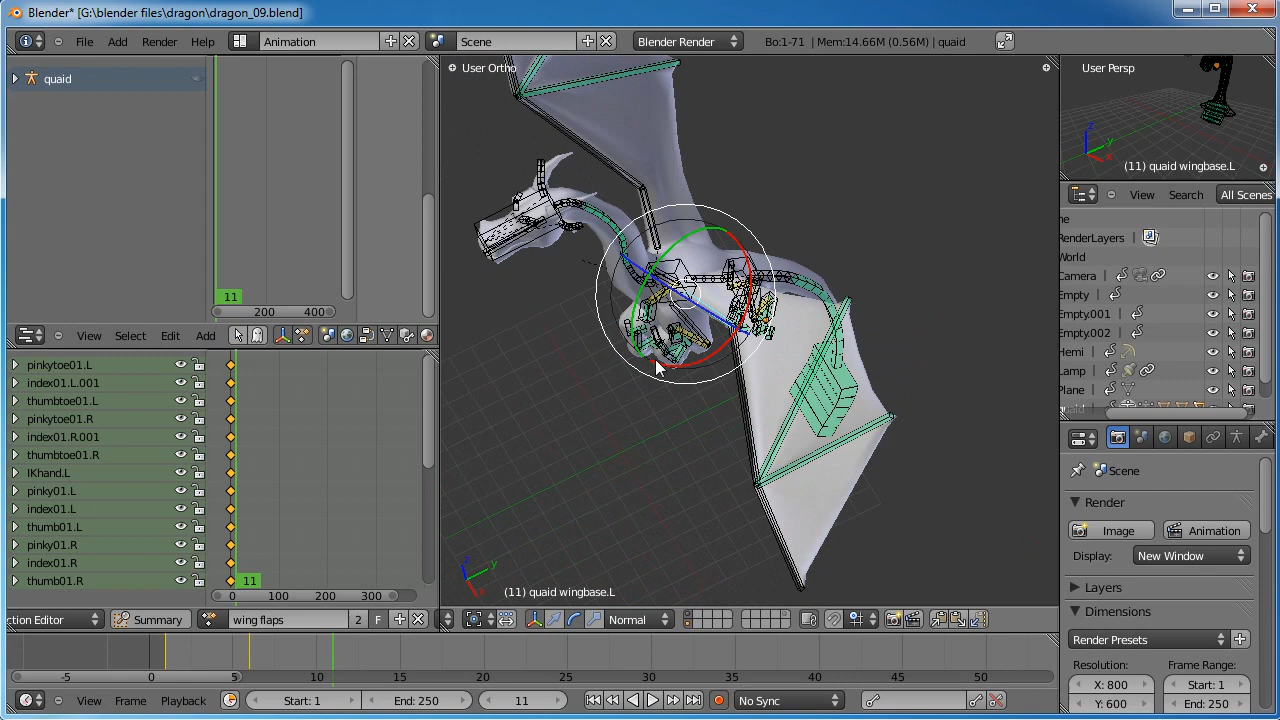 Blender* [G:\blender files\dragon\dragon_09.blend]
File Add Render Help Animation Scene Blender Render Bo:1-71 | Mem:14.66M (0.56M) | quaid
quaid
11
200 400
View Select Edit Add
pinkytoe01.L
index01.L.001
thumbtoe01.L
pinkytoe01.R
index01.R.001
thumbtoe01.R
IKhand.L
pinky01.L
index01.L
thumb01.L
pinky01.R
index01.R
thumb01.R
11
0 100 200 300
ction Editor Summary wing flaps 2 F
User Ortho
z
y
x
(11) quaid wingbase.L
Normal
User Persp
z
y
x
(11) quaid wingbase.L
View Search All Scenes
ne
RenderLayers |
World
Camera |
Empty |
Empty.001
Empty.002
Hemi |
Lamp |
Plane |
quaid
Scene
Render
Image Animation
Display: New Window
Layers
Dimensions
Render Presets
Resolution: Frame Range:
X: 800 Start: 1
Y: 600 End: 250
-5 0 5 10 15 20 25 30 35 40 45 50
View Frame Playback Start: 1 End: 250 11 No Sync